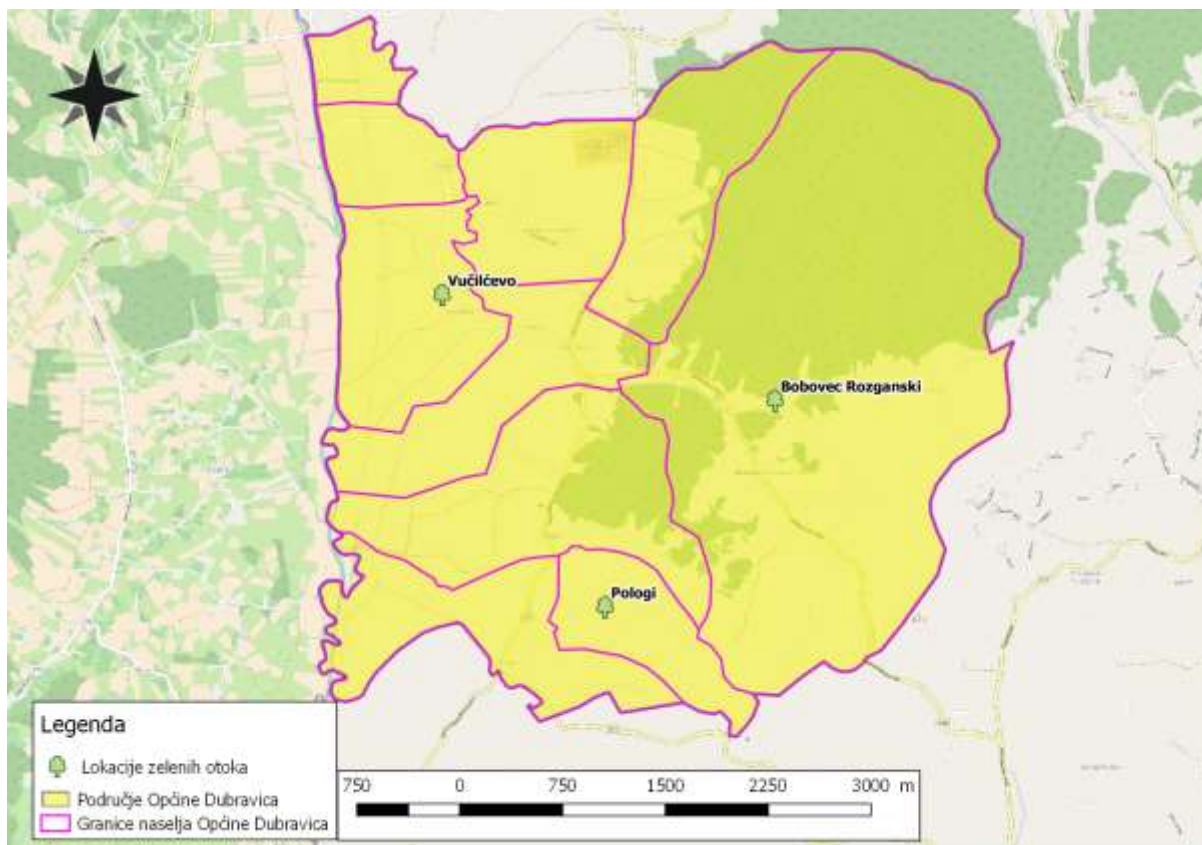 Vučilćevo
Bobovec Rozganski
Pologi
Legenda
Lokacije zelenih otoka
Područje Općine Dubravica
Granice naselja Općine Dubravica
750 0 750 1500 2250 3000 m